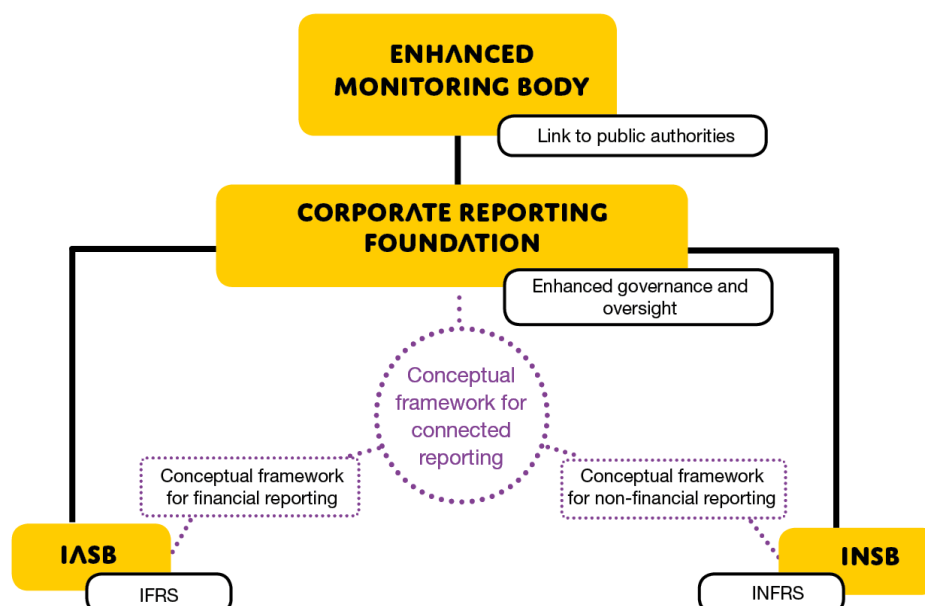 ENHANCED
MONITORING BODY
Link to public authorities
CORPORATE REPORTING
FOUNDATION
Enhanced governance and
oversight
Conceptual
framework for
connected
reporting
Conceptual framework
for financial reporting
Conceptual framework
for non-financial reporting
IASB
IFRS
INSB
INFRS